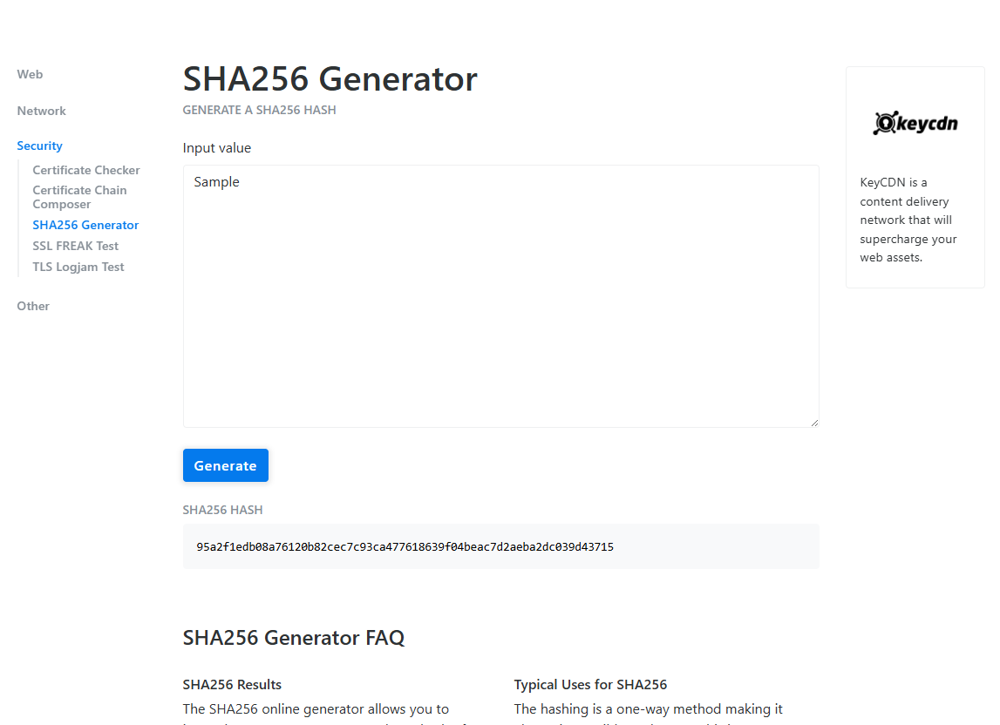 Web
Network
Security
Certificate Checker
Certificate Chain
Composer
SHA256 Generator
SSL FREAK Test
TLS Logjam Test
Other
SHA256 Generator
GENERATE A SHA256 HASH
Input value
Sample
Generate
SHA256 HASH
95a2f1edb08a76120b82cec7c93ca477618639f04beac7d2aeba2dc039d43715
SHA256 Generator FAQ
SHA256 Results
The SHA256 online generator allows you to
Typical Uses for SHA256
The hashing is a one-way method making it
keycdn
KeyCDN is a
content delivery
network that will
supercharge your
web assets.